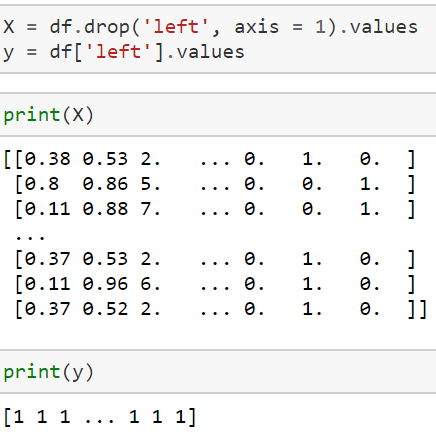 X = df.drop('left', axis = 1).values
y = df['left'].values
print(X)
[[0.38 0.53 2.   ... 0.   1.   0.  ]
 [0.8  0.86 5.   ... 0.   0.   1.  ]
 [0.11 0.88 7.   ... 0.   0.   1.  ]
 ...
 [0.37 0.53 2.   ... 0.   1.   0.  ]
 [0.11 0.96 6.   ... 0.   1.   0.  ]
 [0.37 0.52 2.   ... 0.   1.   0.  ]]
print(y)
[1 1 1 ... 1 1 1]